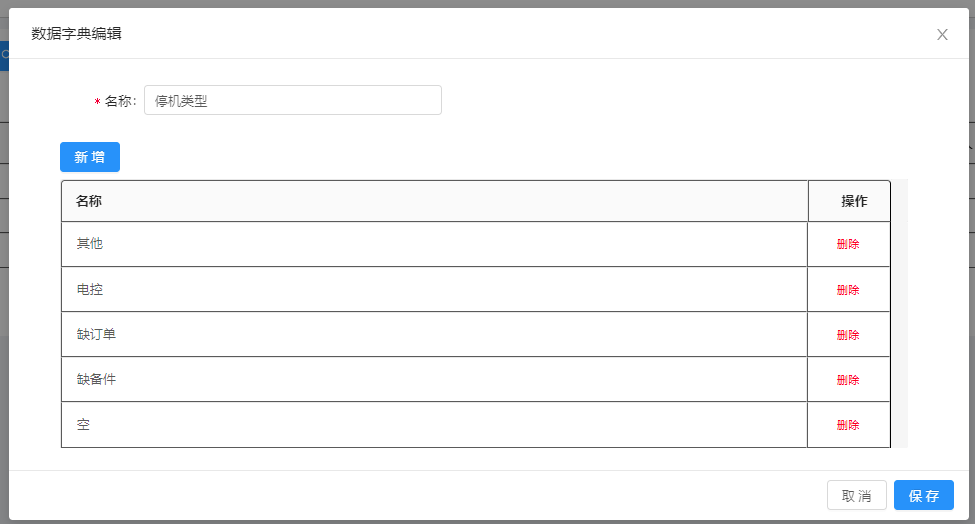 数据字典编辑
* 名称: 停机类型
新 增
名称 操作
其他 删除
电控 删除
缺订单 删除
缺备件 删除
空 删除
取 消 保 存